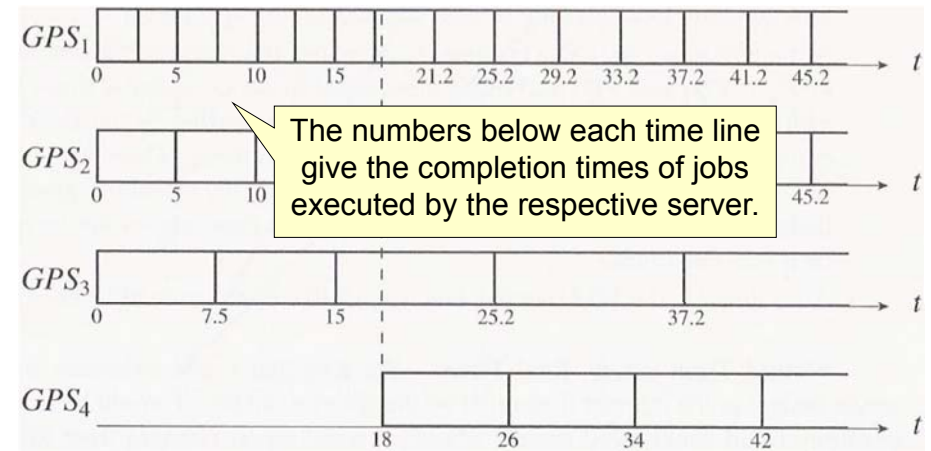 GPS₁
0 5 10 15 21.2 25.2 29.2 33.2 37.2 41.2 45.2 t
The numbers below each time line
give the completion times of jobs
executed by the respective server.
GPS₂
0 5 10 45.2 t
GPS₃
0 7.5 15 25.2 37.2 t
GPS₄
18 26 34 42 t